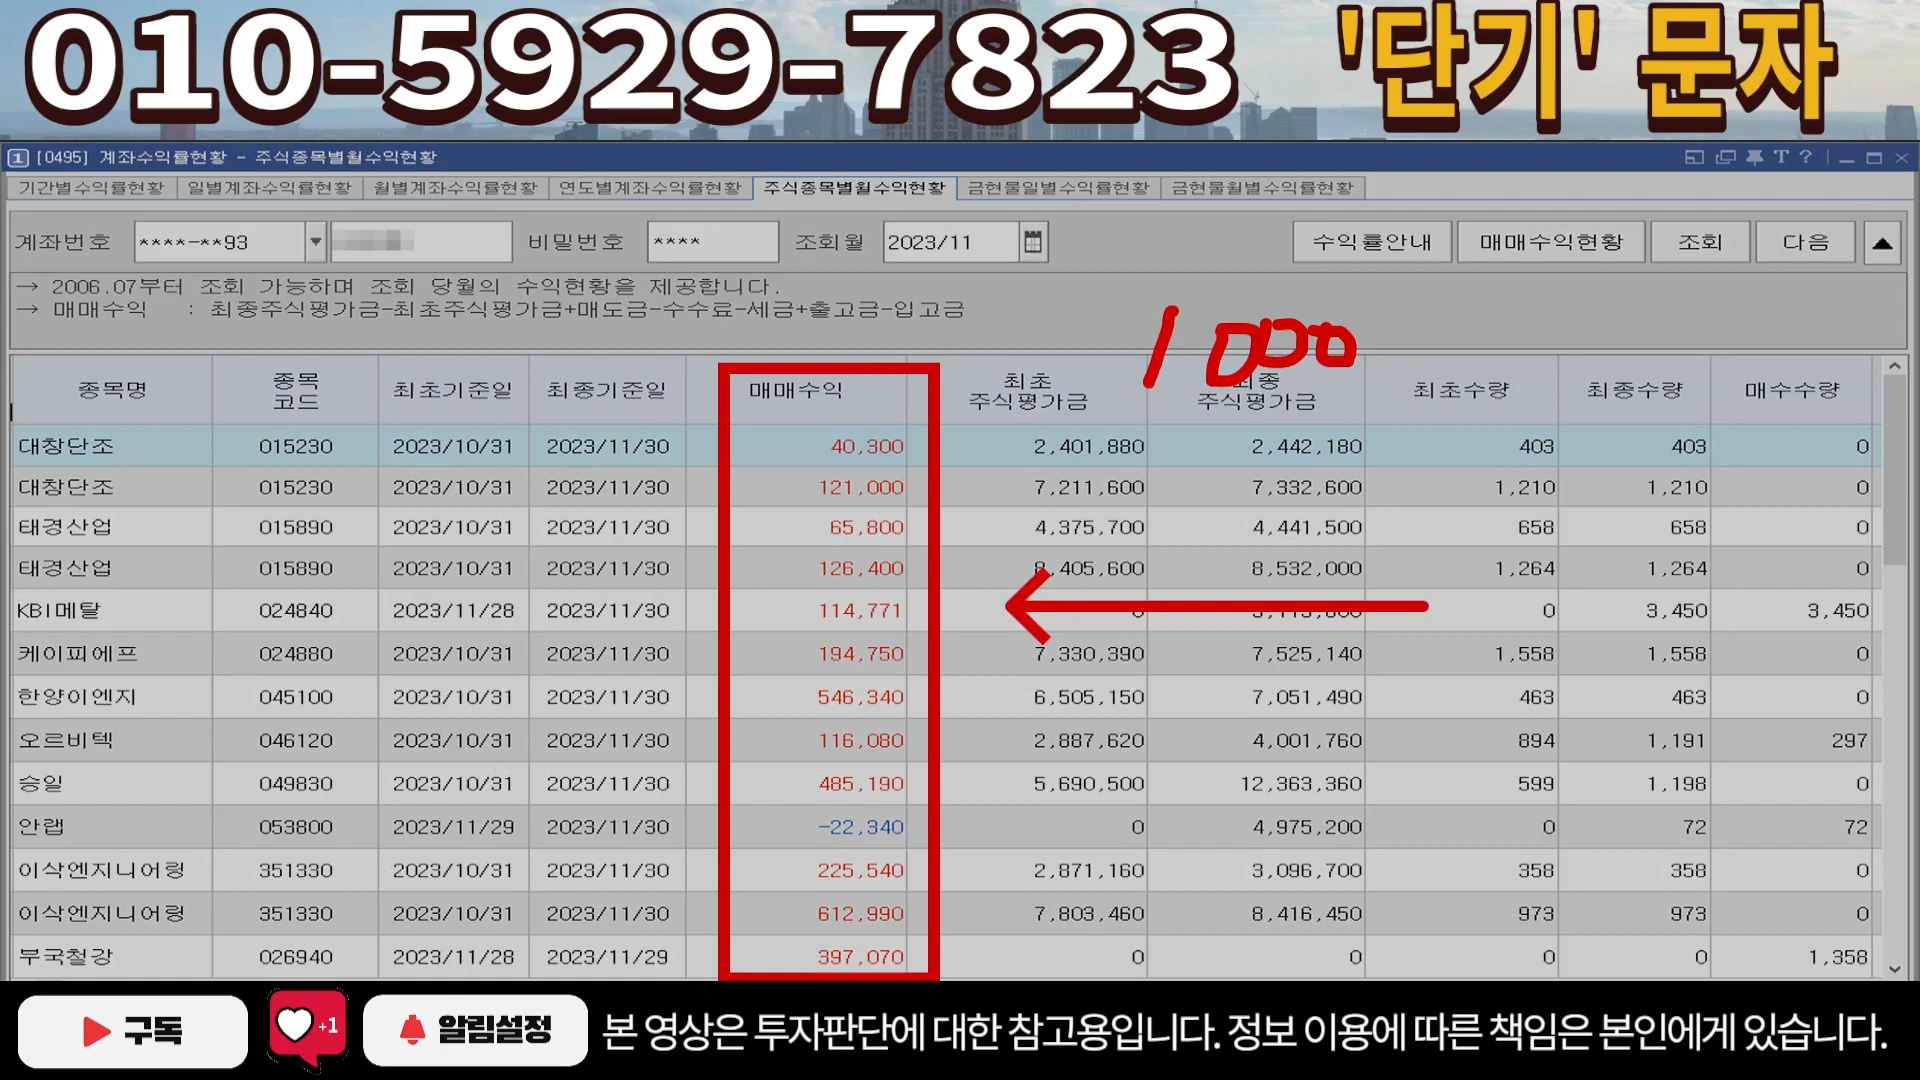 010-5929-7823 '단기' 문자
1 [0495] 계좌수익률현황 - 주식종목별월수익현황
기간별수익률현황 일별계좌수익률현황 월별계좌수익률현황 연도별계좌수익률현황 주식종목별월수익현황 금현물일별수익률현황 금현물월별수익률현황
계좌번호 ****-**93 비밀번호 **** 조회월 2023/11 수익률안내 매매수익현황 조회 다음
→ 2006.07부터 조회 가능하며 조회 당월의 수익현황을 제공합니다.
→ 매매수익 : 최종주식평가금-최초주식평가금+매도금-수수료-세금+출고금-입고금
1000
종목명 종목코드 최초기준일 최종기준일 매매수익 최초주식평가금 최종주식평가금 최초수량 최종수량 매수수량
대창단조 015230 2023/10/31 2023/11/30 40,300 2,401,880 2,442,180 403 403 0
대창단조 015230 2023/10/31 2023/11/30 121,000 7,211,600 7,332,600 1,210 1,210 0
태경산업 015890 2023/10/31 2023/11/30 65,800 4,375,700 4,441,500 658 658 0
태경산업 015890 2023/10/31 2023/11/30 126,400 8,405,600 8,532,000 1,264 1,264 0
KBI메탈 024840 2023/11/28 2023/11/30 114,771 0 0 3,450 3,450
케이피에프 024880 2023/10/31 2023/11/30 194,750 7,330,390 7,525,140 1,558 1,558 0
한양이엔지 045100 2023/10/31 2023/11/30 546,340 6,505,150 7,051,490 463 463 0
오르비텍 046120 2023/10/31 2023/11/30 116,080 2,887,620 4,001,760 894 1,191 297
승일 049830 2023/10/31 2023/11/30 485,190 5,690,500 12,363,360 599 1,198 0
안랩 053800 2023/11/29 2023/11/30 -22,340 0 4,975,200 0 72 72
이삭엔지니어링 351330 2023/10/31 2023/11/30 225,540 2,871,160 3,096,700 358 358 0
이삭엔지니어링 351330 2023/10/31 2023/11/30 612,990 7,803,460 8,416,450 973 973 0
부국철강 026940 2023/11/28 2023/11/29 397,070 0 0 0 0 1,358
구독 +1 알림설정 본 영상은 투자판단에 대한 참고용입니다. 정보 이용에 따른 책임은 본인에게 있습니다.